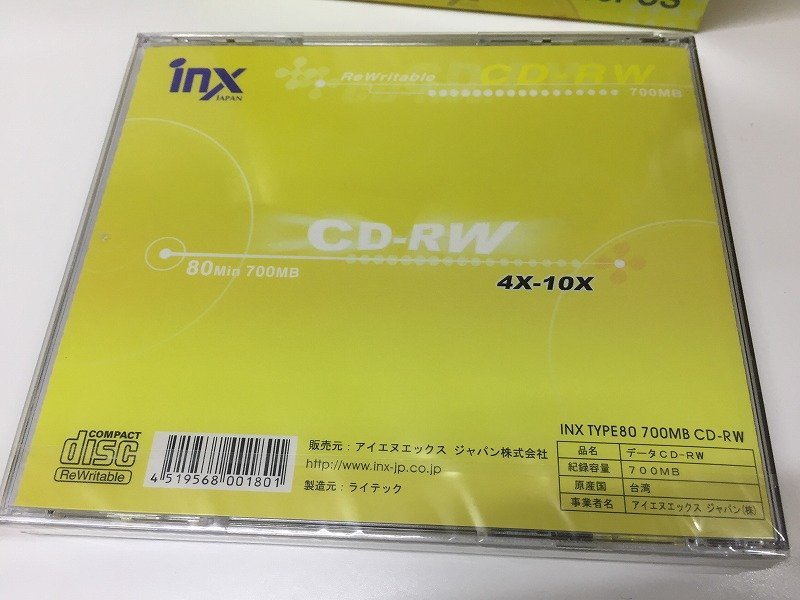 PCS
inx
JAPAN
ReWritable CD-RW
700MB
CD-RW
80Min 700MB
4X-10X
COMPACT
disc
ReWritable
4 519568 001801
販売元：アイエヌエックス ジャパン株式会社
http://www.inx-jp.co.jp
製造元：ライテック
INX TYPE80 700MB CD-RW
品名 データCD-RW
紀録容量 700MB
原産国 台湾
事業者名 アイエヌエックス ジャパン(株)